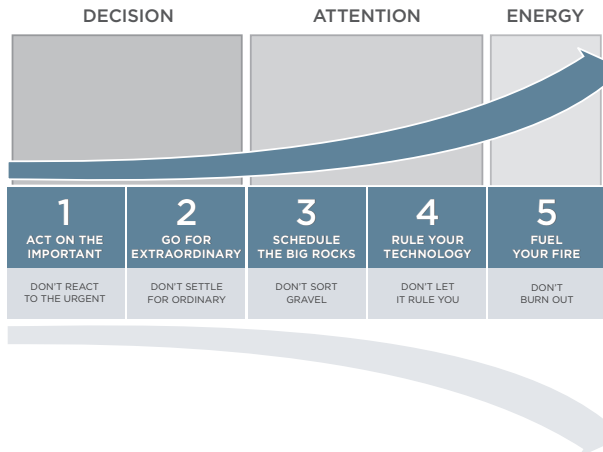 DECISION
ATTENTION
ENERGY
1
ACT ON THE
IMPORTANT
DON'T REACT
TO THE URGENT
2
GO FOR
EXTRAORDINARY
DON'T SETTLE
FOR ORDINARY
3
SCHEDULE
THE BIG ROCKS
DON'T SORT
GRAVEL
4
RULE YOUR
TECHNOLOGY
DON'T LET
IT RULE YOU
5
FUEL
YOUR FIRE
DON'T
BURN OUT